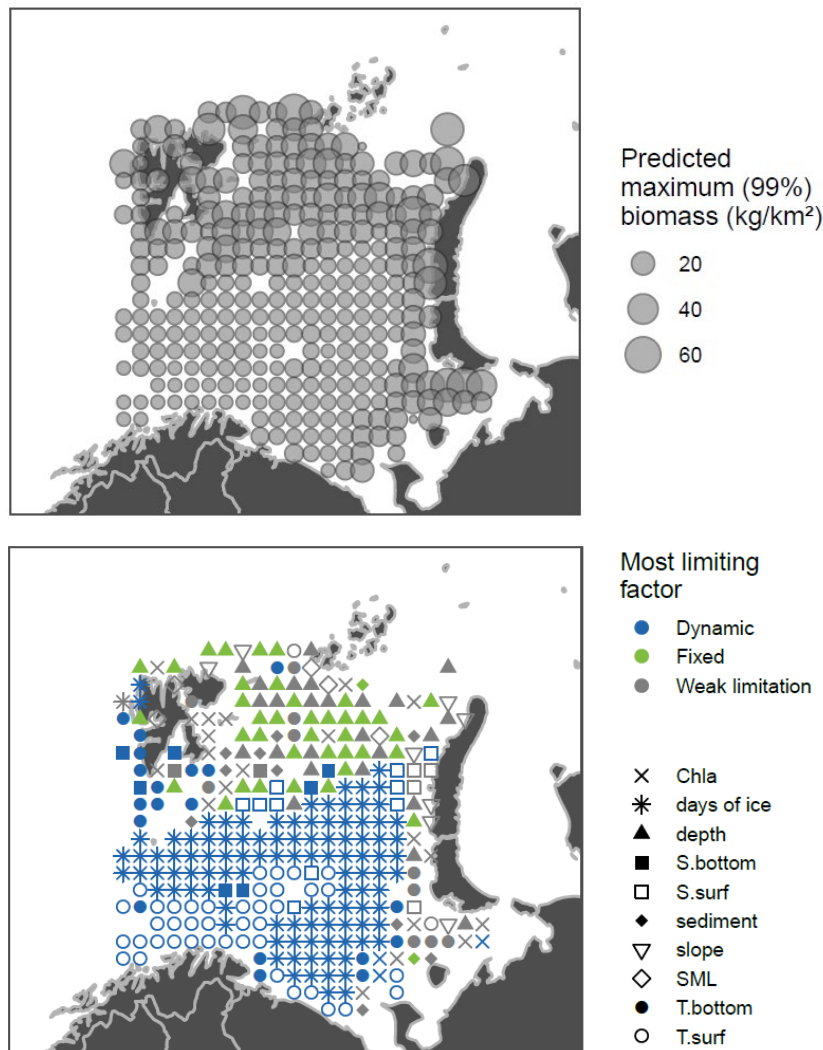 Predicted
maximum (99%)
biomass (kg/km²)
20
40
60
Most limiting
factor
Dynamic
Fixed
Weak limitation
Chla
days of ice
depth
S.bottom
S.surf
sediment
slope
SML
T.bottom
T.surf